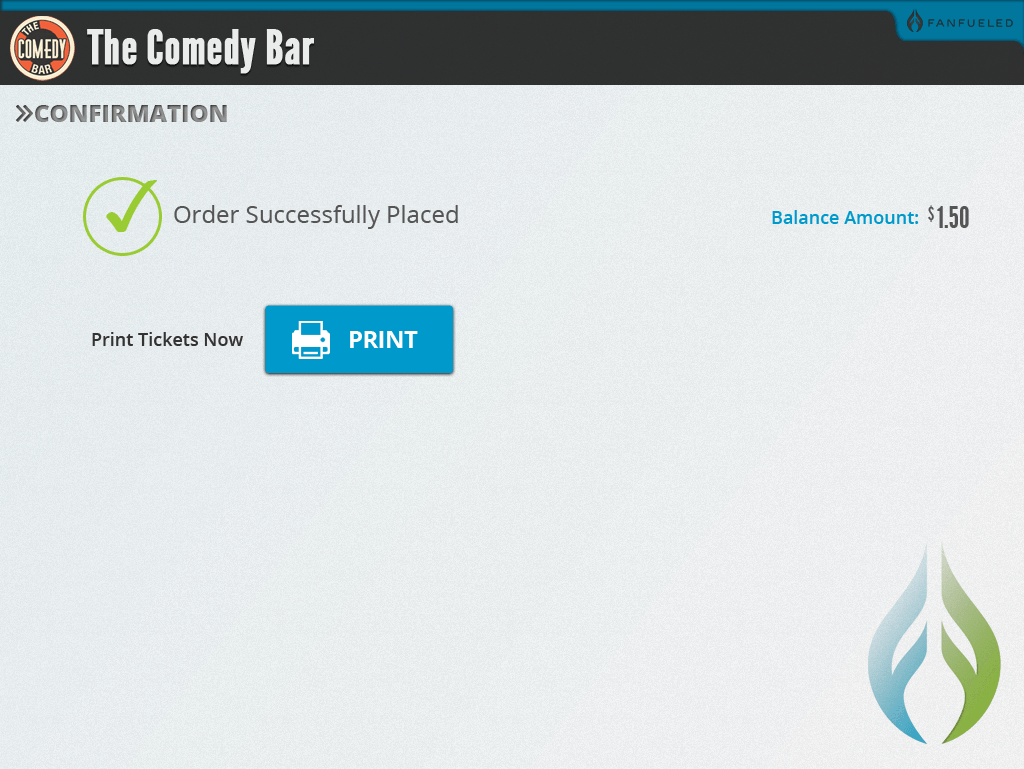 THE
COMEDY
BAR
The Comedy Bar
FANFUELED
»CONFIRMATION
Order Successfully Placed
Balance Amount: $1.50
Print Tickets Now
PRINT